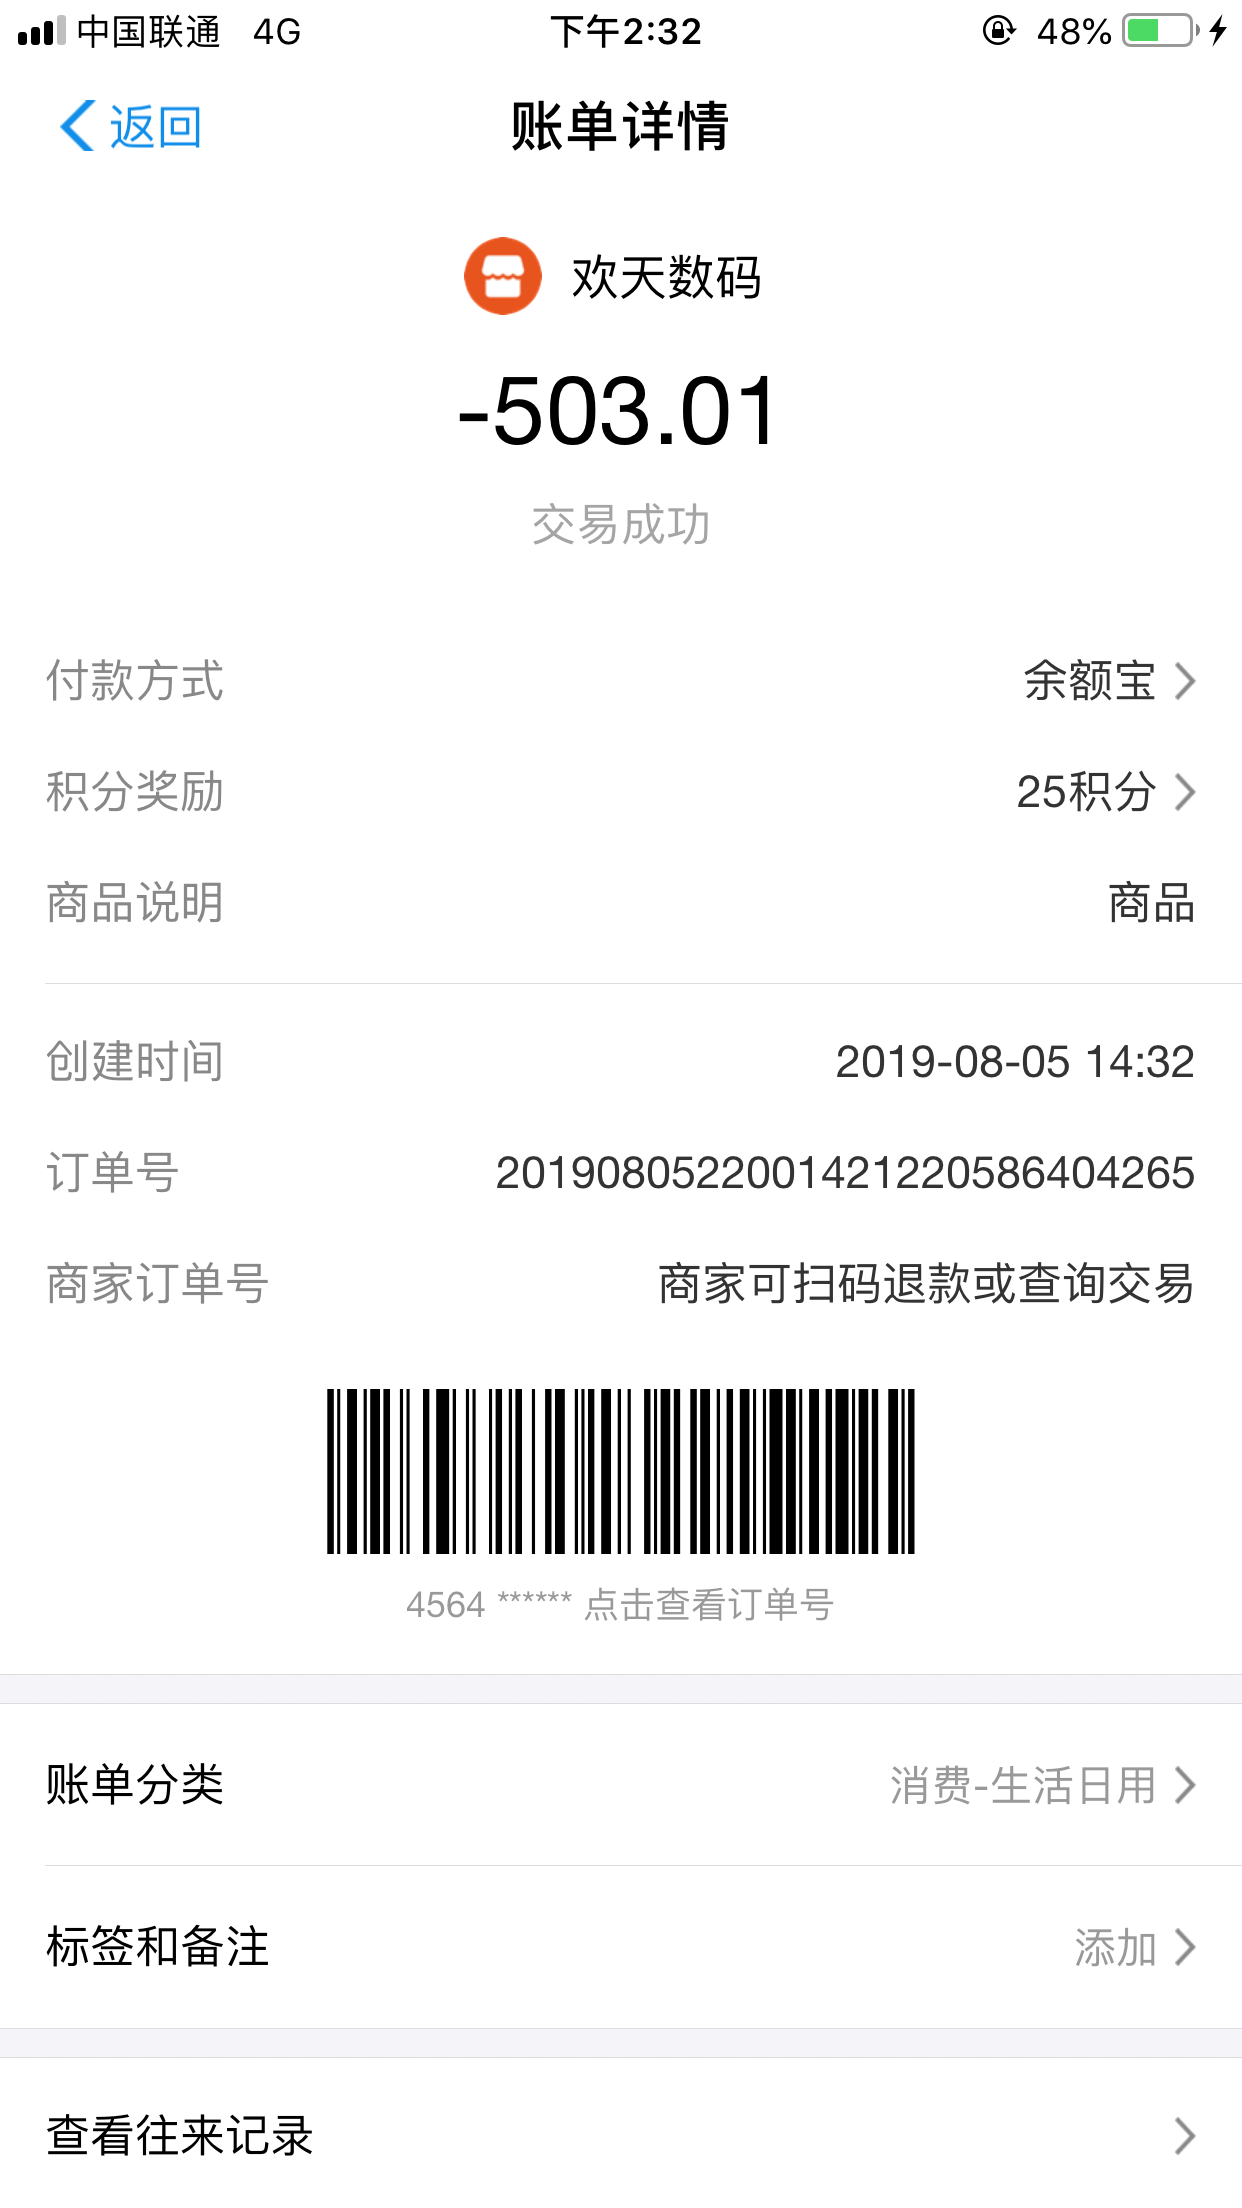 中国联通 4G 下午2:32 48%
返回 账单详情
欢天数码
-503.01
交易成功
付款方式 余额宝
积分奖励 25积分
商品说明 商品
创建时间 2019-08-05 14:32
订单号 2019080522001421220586404265
商家订单号 商家可扫码退款或查询交易
4564 ****** 点击查看订单号
账单分类 消费-生活日用
标签和备注 添加
查看往来记录